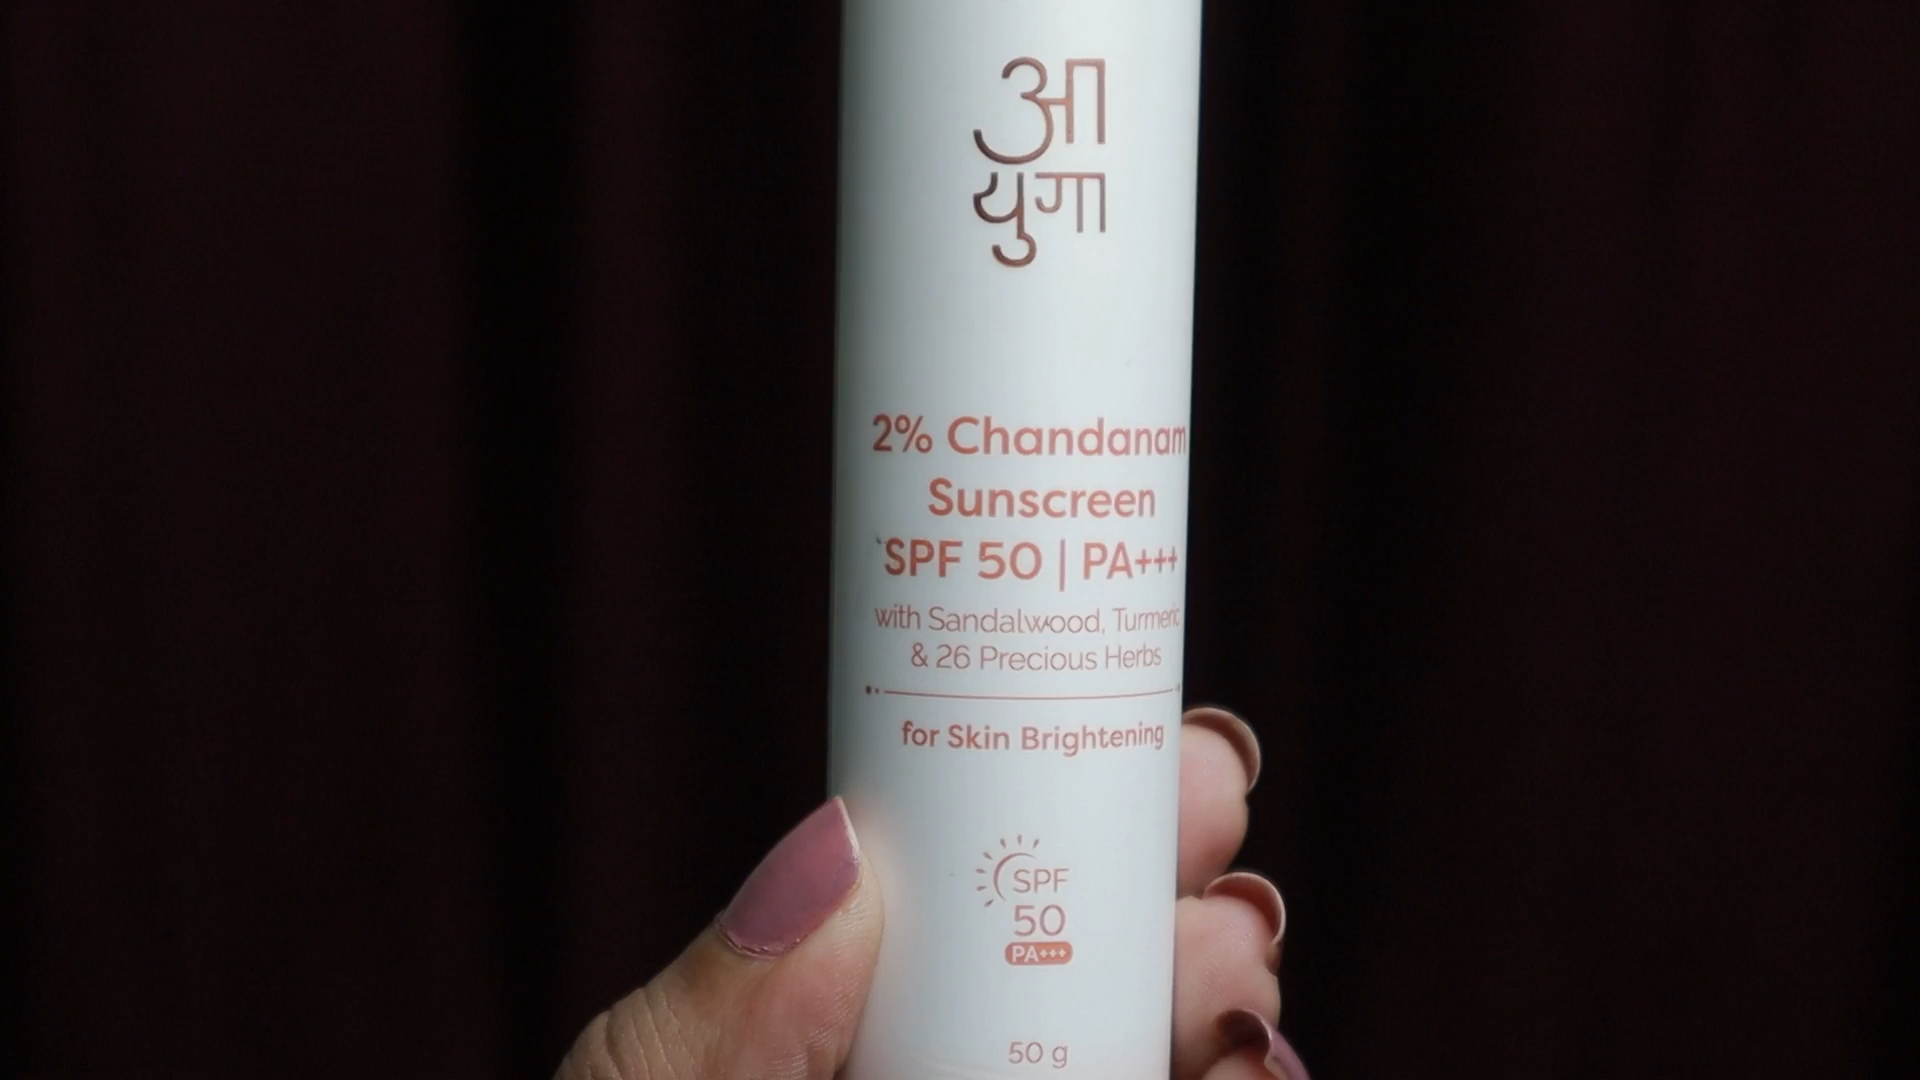 आ
युगा
2% Chandanam
Sunscreen
SPF 50 | PA+++
with Sandalwood, Turmeric
& 26 Precious Herbs
for Skin Brightening
SPF
50
PA+++
50 g